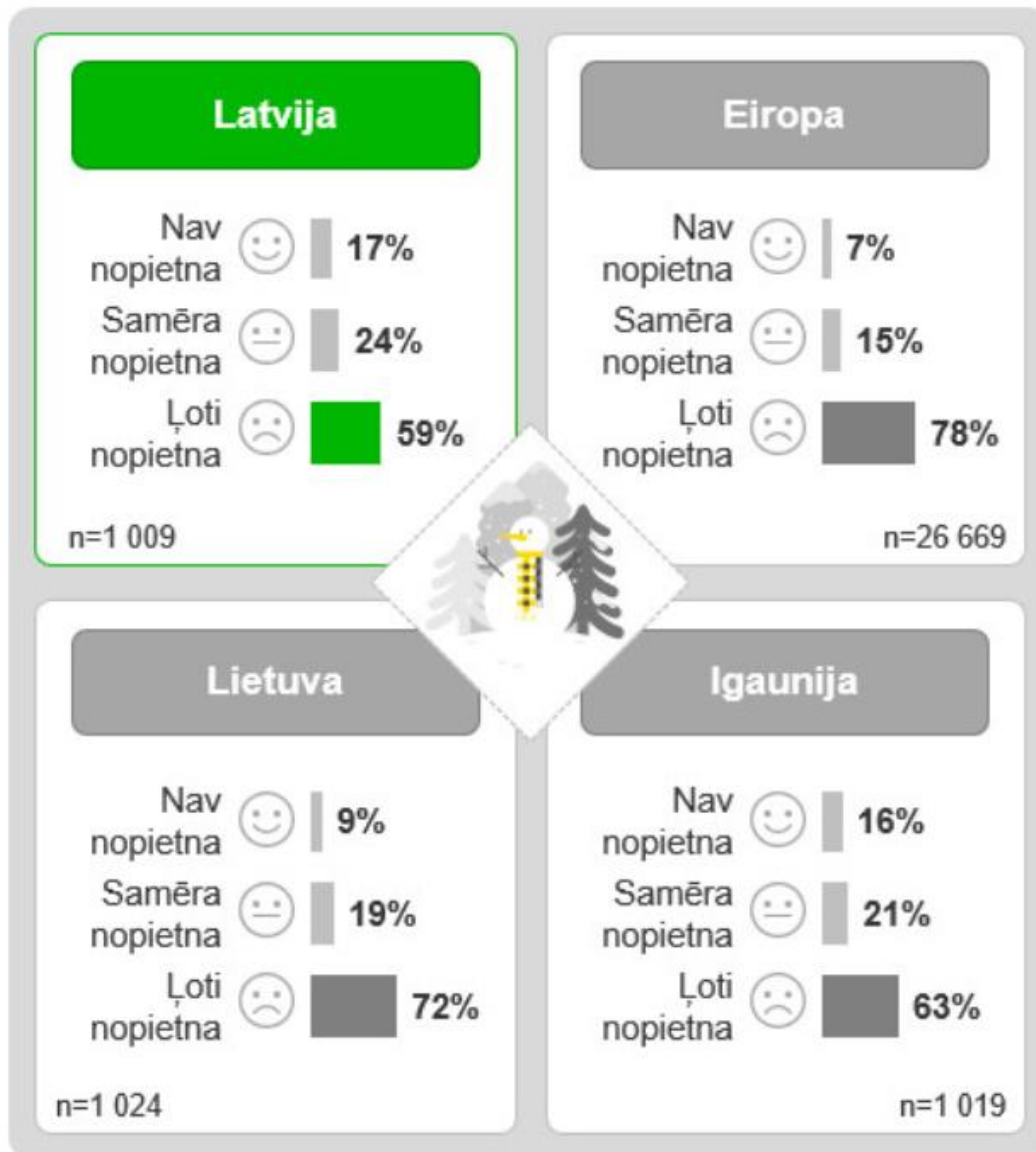 Latvija
Nav
nopietna
17%
Samēra
nopietna
24%
Ļoti
nopietna
59%
n=1 009
Eiropa
Nav
nopietna
7%
Samēra
nopietna
15%
Ļoti
nopietna
78%
n=26 669
Lietuva
Nav
nopietna
9%
Samēra
nopietna
19%
Ļoti
nopietna
72%
n=1 024
Igaunija
Nav
nopietna
16%
Samēra
nopietna
21%
Ļoti
nopietna
63%
n=1 019